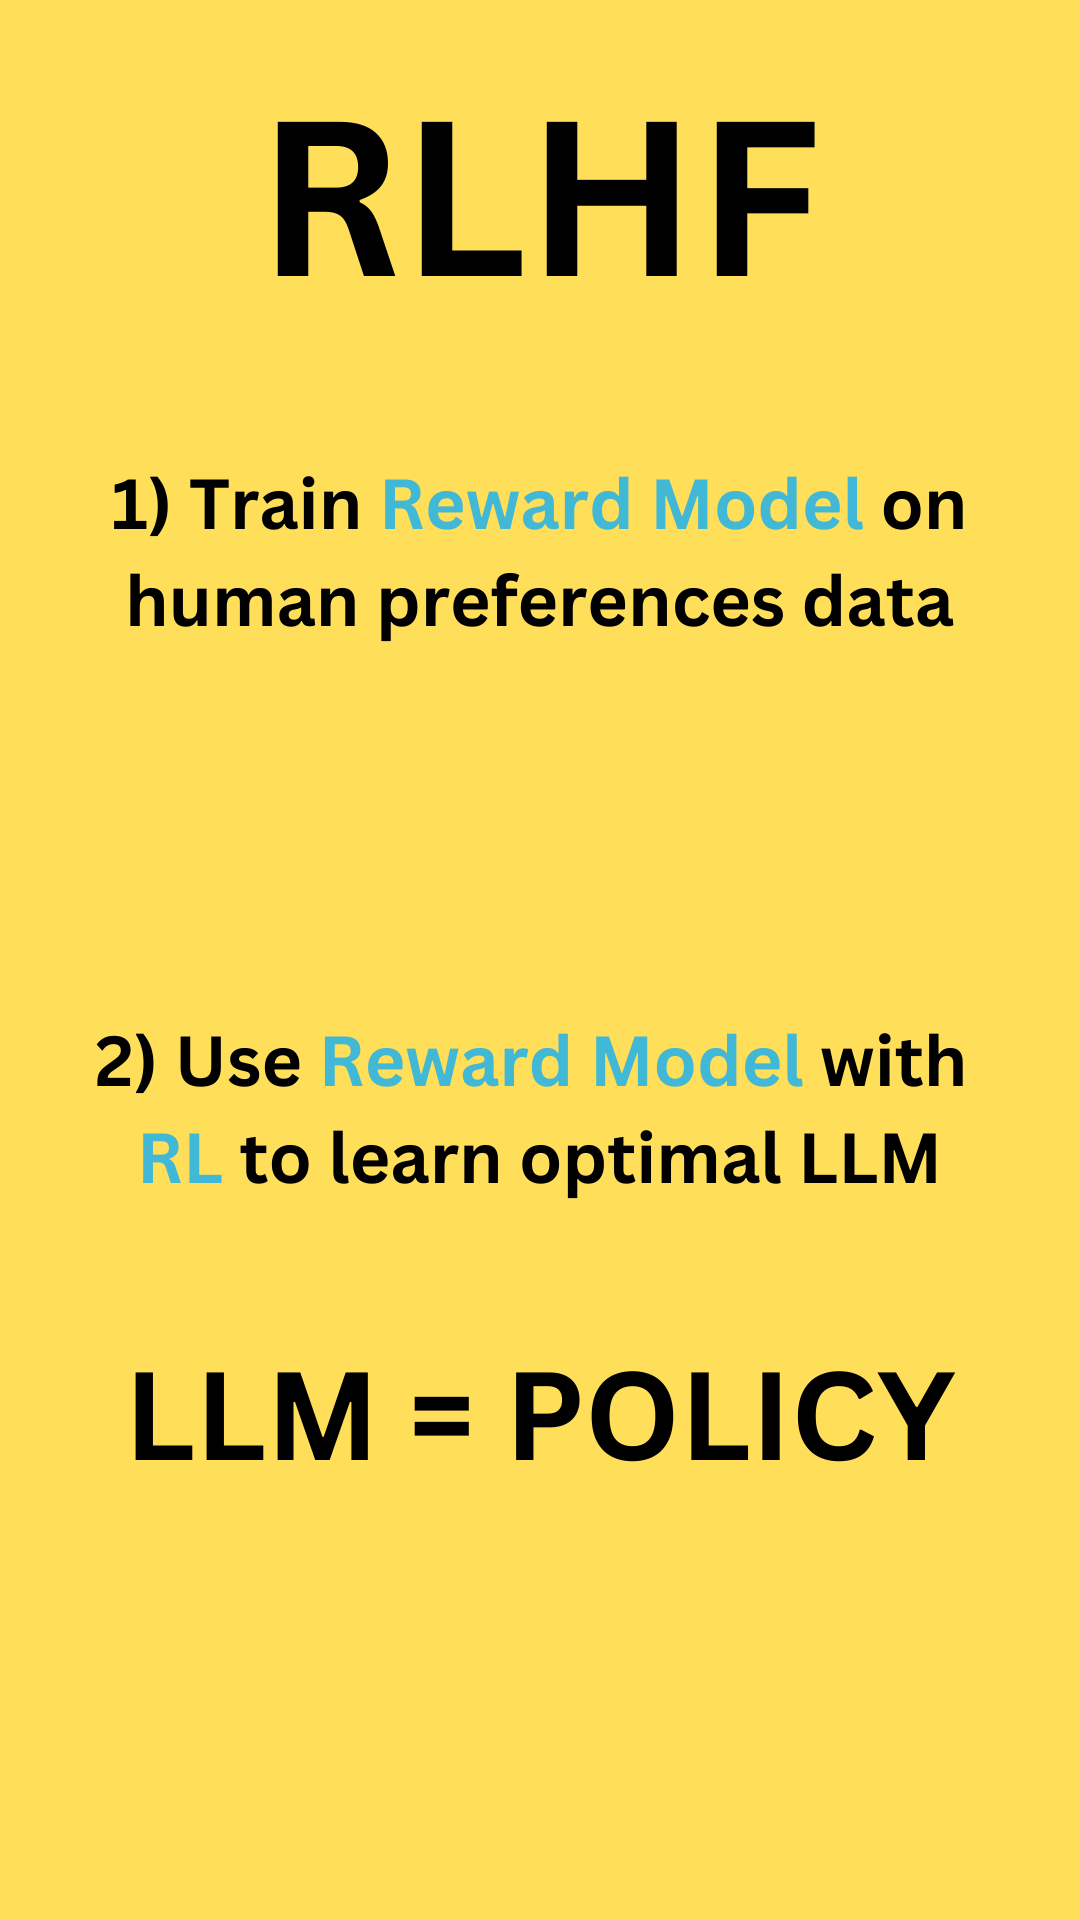 RLHF
1) Train Reward Model on
human preferences data
2) Use Reward Model with
RL to learn optimal LLM
LLM = POLICY